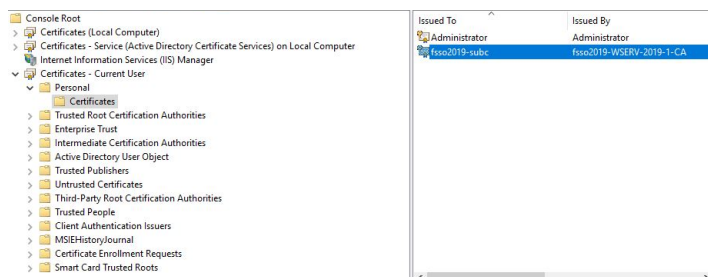 Console Root
Certificates (Local Computer)
Certificates - Service (Active Directory Certificate Services) on Local Computer
Internet Information Services (IIS) Manager
Certificates - Current User
Personal
Certificates
Trusted Root Certification Authorities
Enterprise Trust
Intermediate Certification Authorities
Active Directory User Object
Trusted Publishers
Untrusted Certificates
Third-Party Root Certification Authorities
Trusted People
Client Authentication Issuers
MSIEHistoryJournal
Certificate Enrollment Requests
Smart Card Trusted Roots
Issued To Issued By
Administrator Administrator
fsso2019-subc fsso2019-WSERV-2019-1-CA